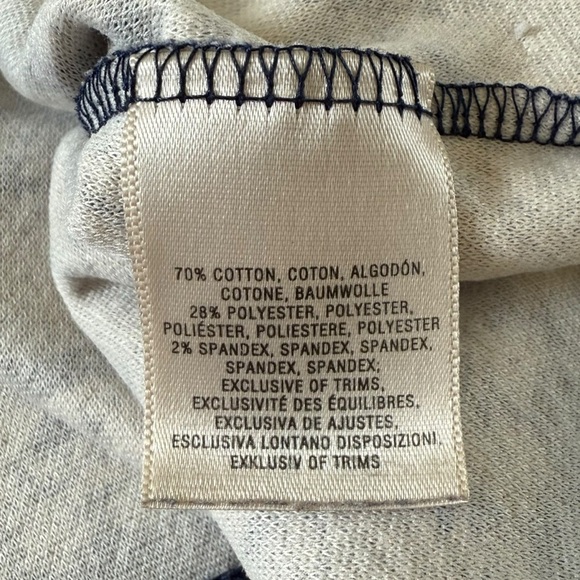 70% COTTON, COTON, ALGODÓN,
COTONE, BAUMWOLLE
28% POLYESTER, POLYESTER,
POLIÉSTER, POLIESTERE, POLYESTER
2% SPANDEX, SPANDEX, SPANDEX,
SPANDEX, SPANDEX,
EXCLUSIVE OF TRIMS,
EXCLUSIVITÉ DES ÉQUILIBRES,
EXCLUSIVA DE AJUSTES,
ESCLUSIVA LONTANO DISPOSIZIONI,
EXKLUSIV OF TRIMS